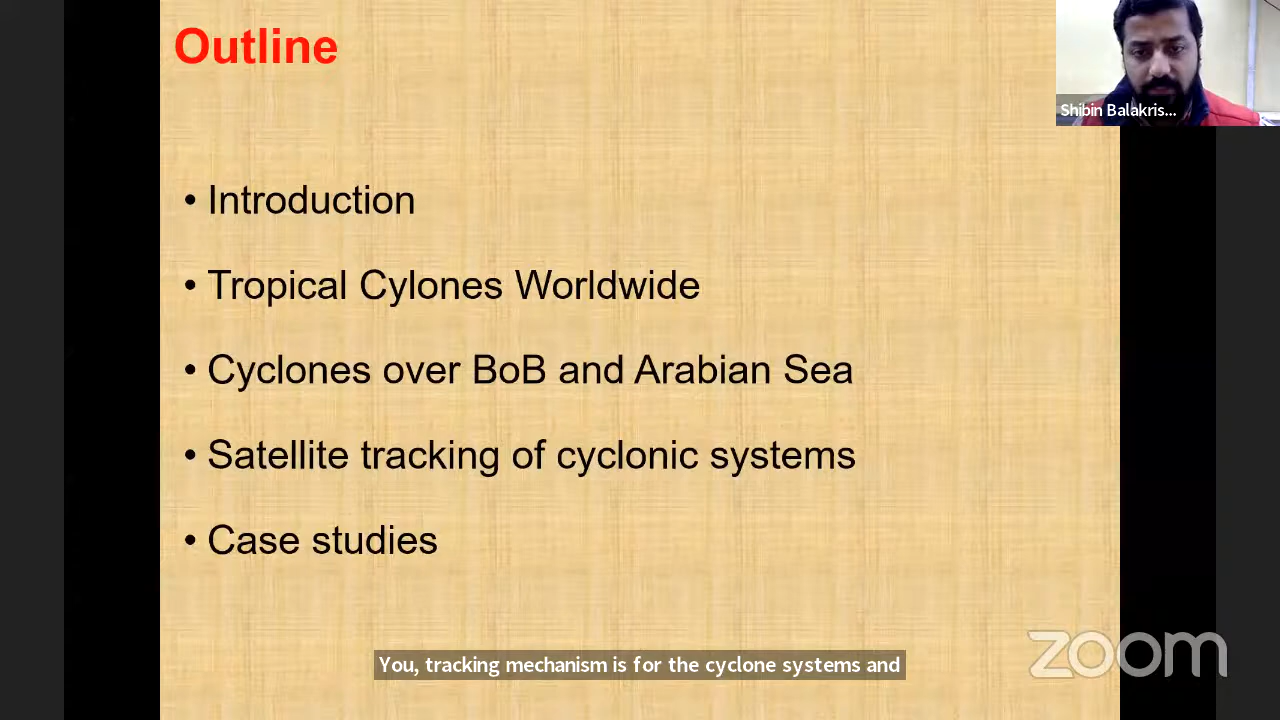 Outline
Shibin Balakris...
• Introduction
• Tropical Cylones Worldwide
• Cyclones over BoB and Arabian Sea
• Satellite tracking of cyclonic systems
• Case studies
You, tracking mechanism is for the cyclone systems and
zoom